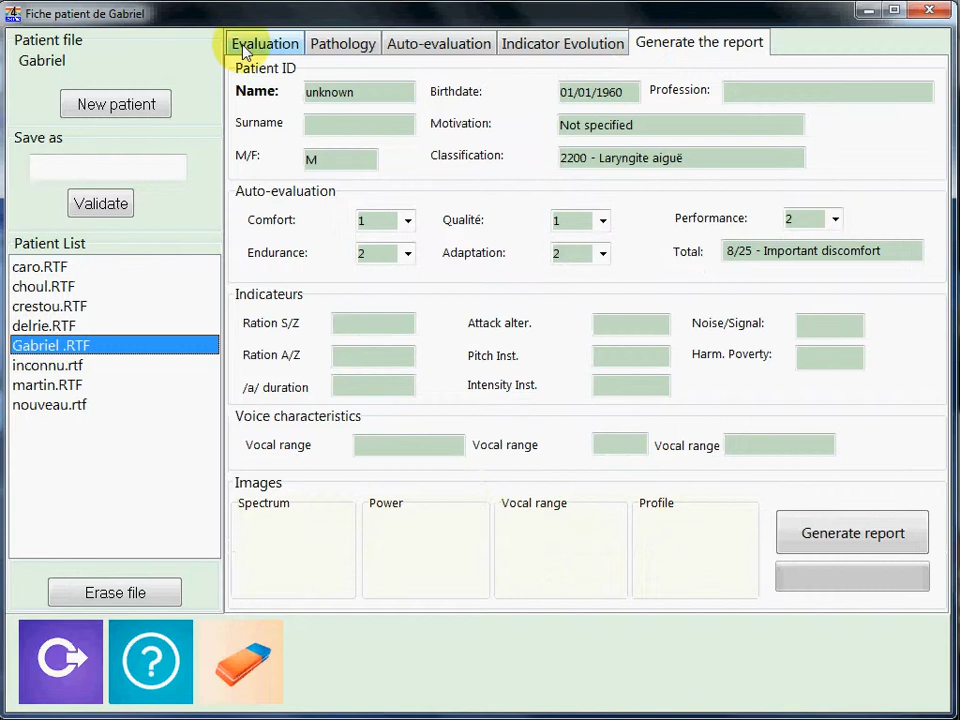 Fiche patient de Gabriel
Patient file
Gabriel
New patient
Save as
Validate
Patient List
caro.RTF
choul.RTF
crestou.RTF
delrie.RTF
Gabriel .RTF
inconnu.rtf
martin.RTF
nouveau.rtf
Erase file
Evaluation Pathology Auto-evaluation Indicator Evolution Generate the report
Patient ID
Name: unknown Birthdate: 01/01/1960 Profession:
Surname Motivation: Not specified
M/F: M Classification: 2200 - Laryngite aiguë
Auto-evaluation
Comfort: 1 Qualité: 1 Performance: 2
Endurance: 2 Adaptation: 2 Total: 8/25 - Important discomfort
Indicateurs
Ration S/Z Attack alter. Noise/Signal:
Ration A/Z Pitch Inst. Harm. Poverty:
/a/ duration Intensity Inst.
Voice characteristics
Vocal range Vocal range Vocal range
Images
Spectrum Power Vocal range Profile
Generate report